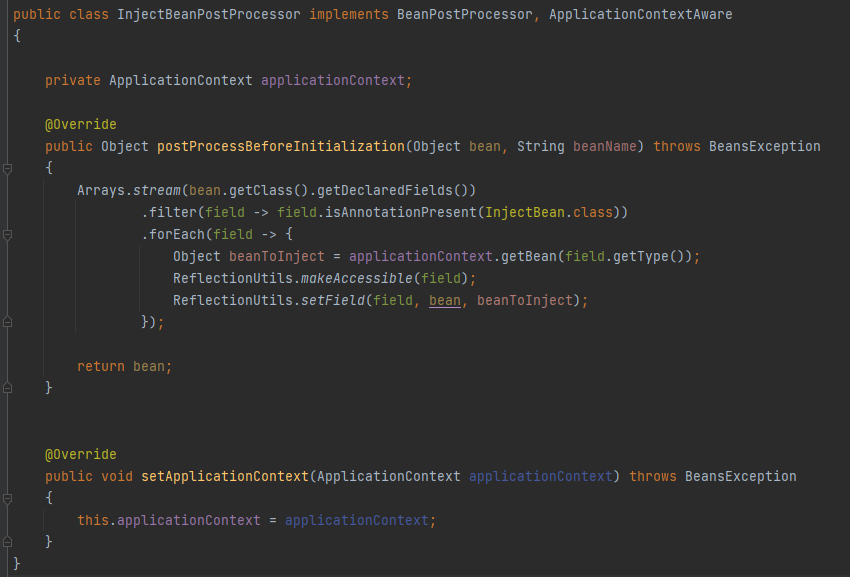 public class InjectBeanPostProcessor implements BeanPostProcessor, ApplicationContextAware
{
    private ApplicationContext applicationContext;
    @Override
    public Object postProcessBeforeInitialization(Object bean, String beanName) throws BeansException
    {
        Arrays.stream(bean.getClass().getDeclaredFields())
                .filter(field -> field.isAnnotationPresent(InjectBean.class))
                .forEach(field -> {
                    Object beanToInject = applicationContext.getBean(field.getType());
                    ReflectionUtils.makeAccessible(field);
                    ReflectionUtils.setField(field, bean, beanToInject);
                });
        return bean;
    }
    @Override
    public void setApplicationContext(ApplicationContext applicationContext) throws BeansException
    {
        this.applicationContext = applicationContext;
    }
}